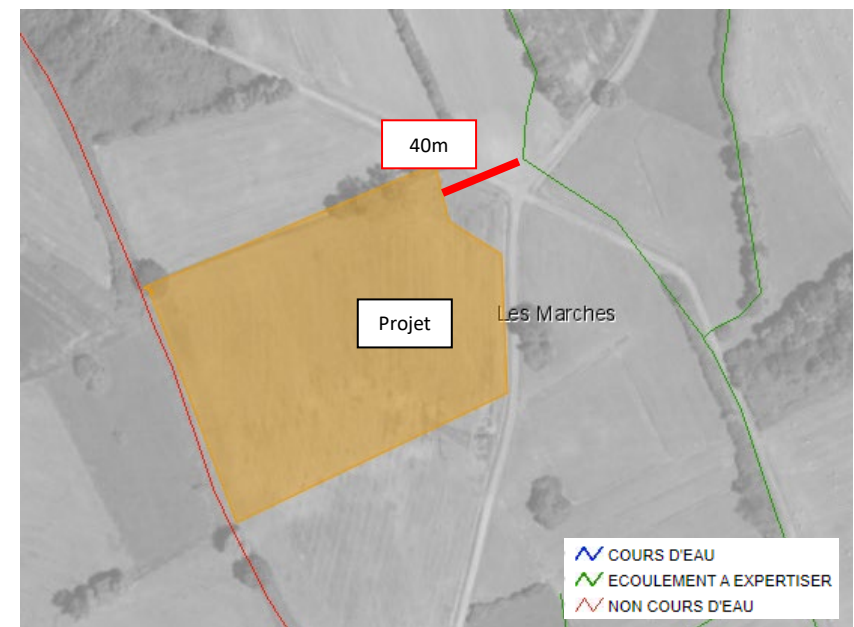 40m
Projet
Les Marches
COURS D'EAU
ECOULEMENT A EXPERTISER
NON COURS D'EAU